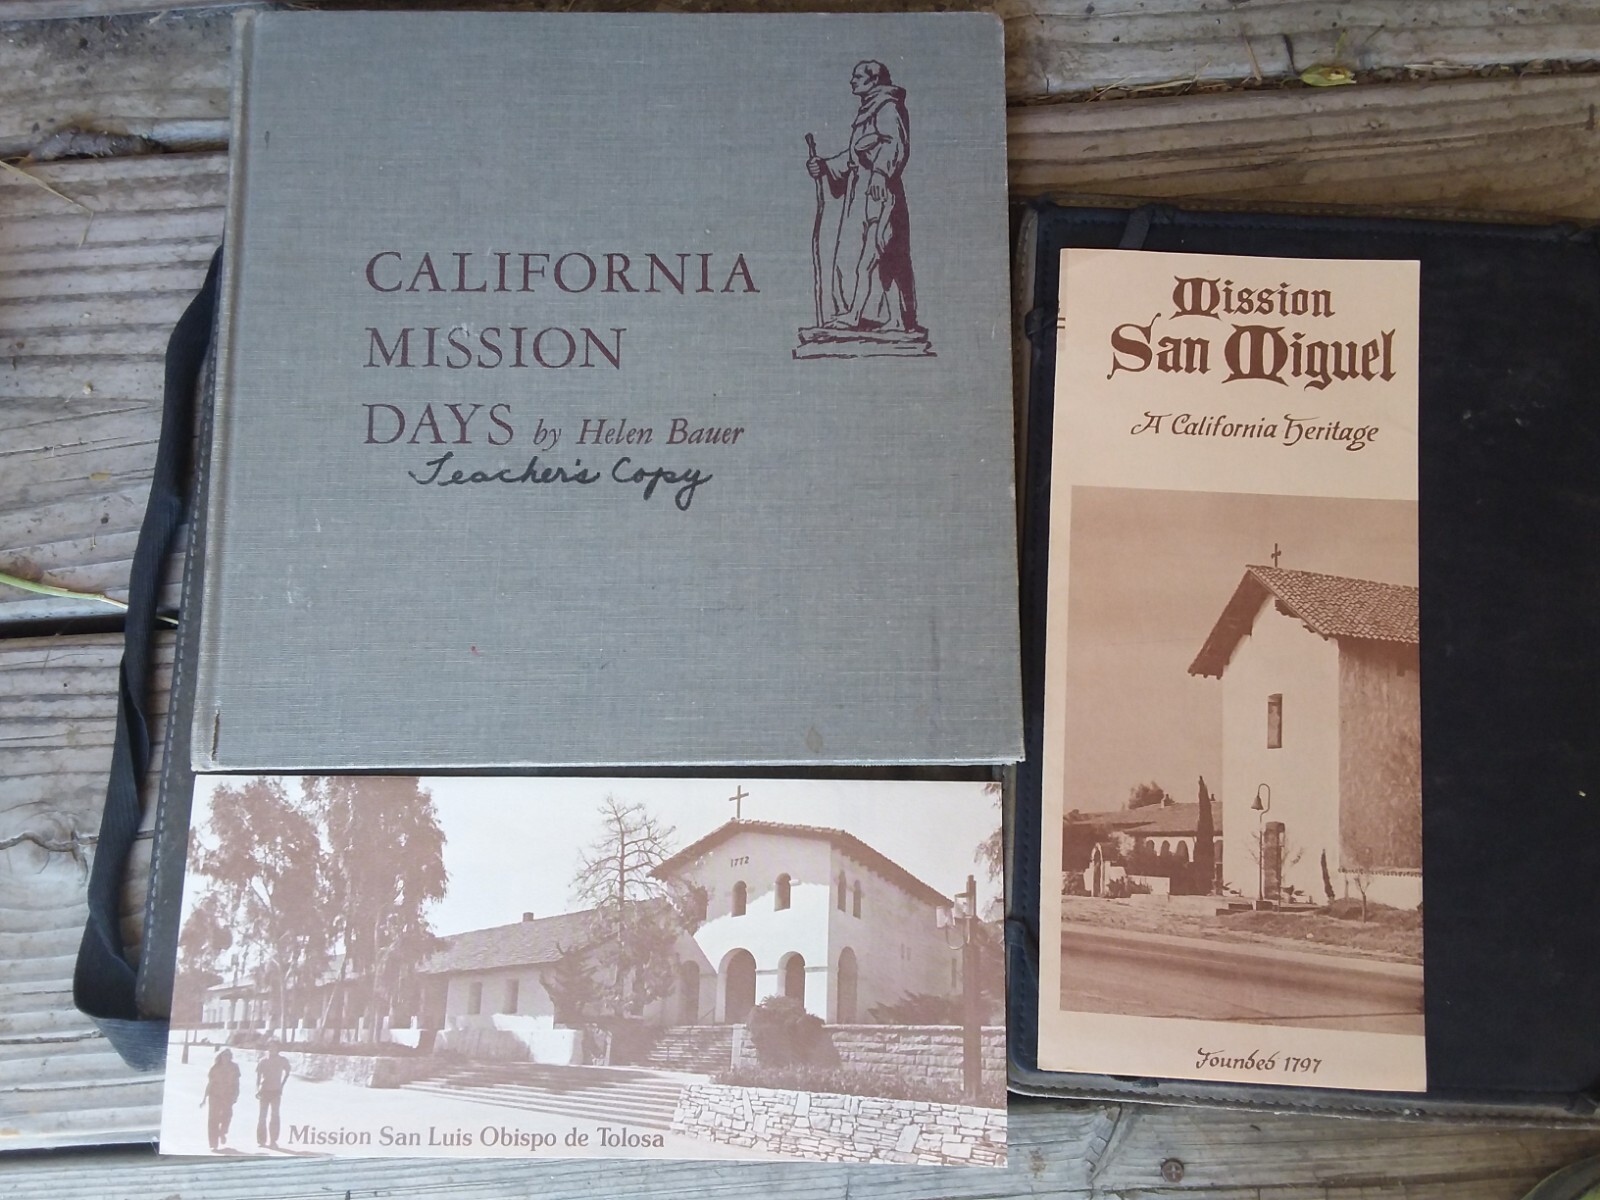 CALIFORNIA
MISSION
DAYS by Helen Bauer
Teacher's Copy
Mission
San Miguel
A California Heritage
Founded 1797
1772
Mission San Luis Obispo de Tolosa